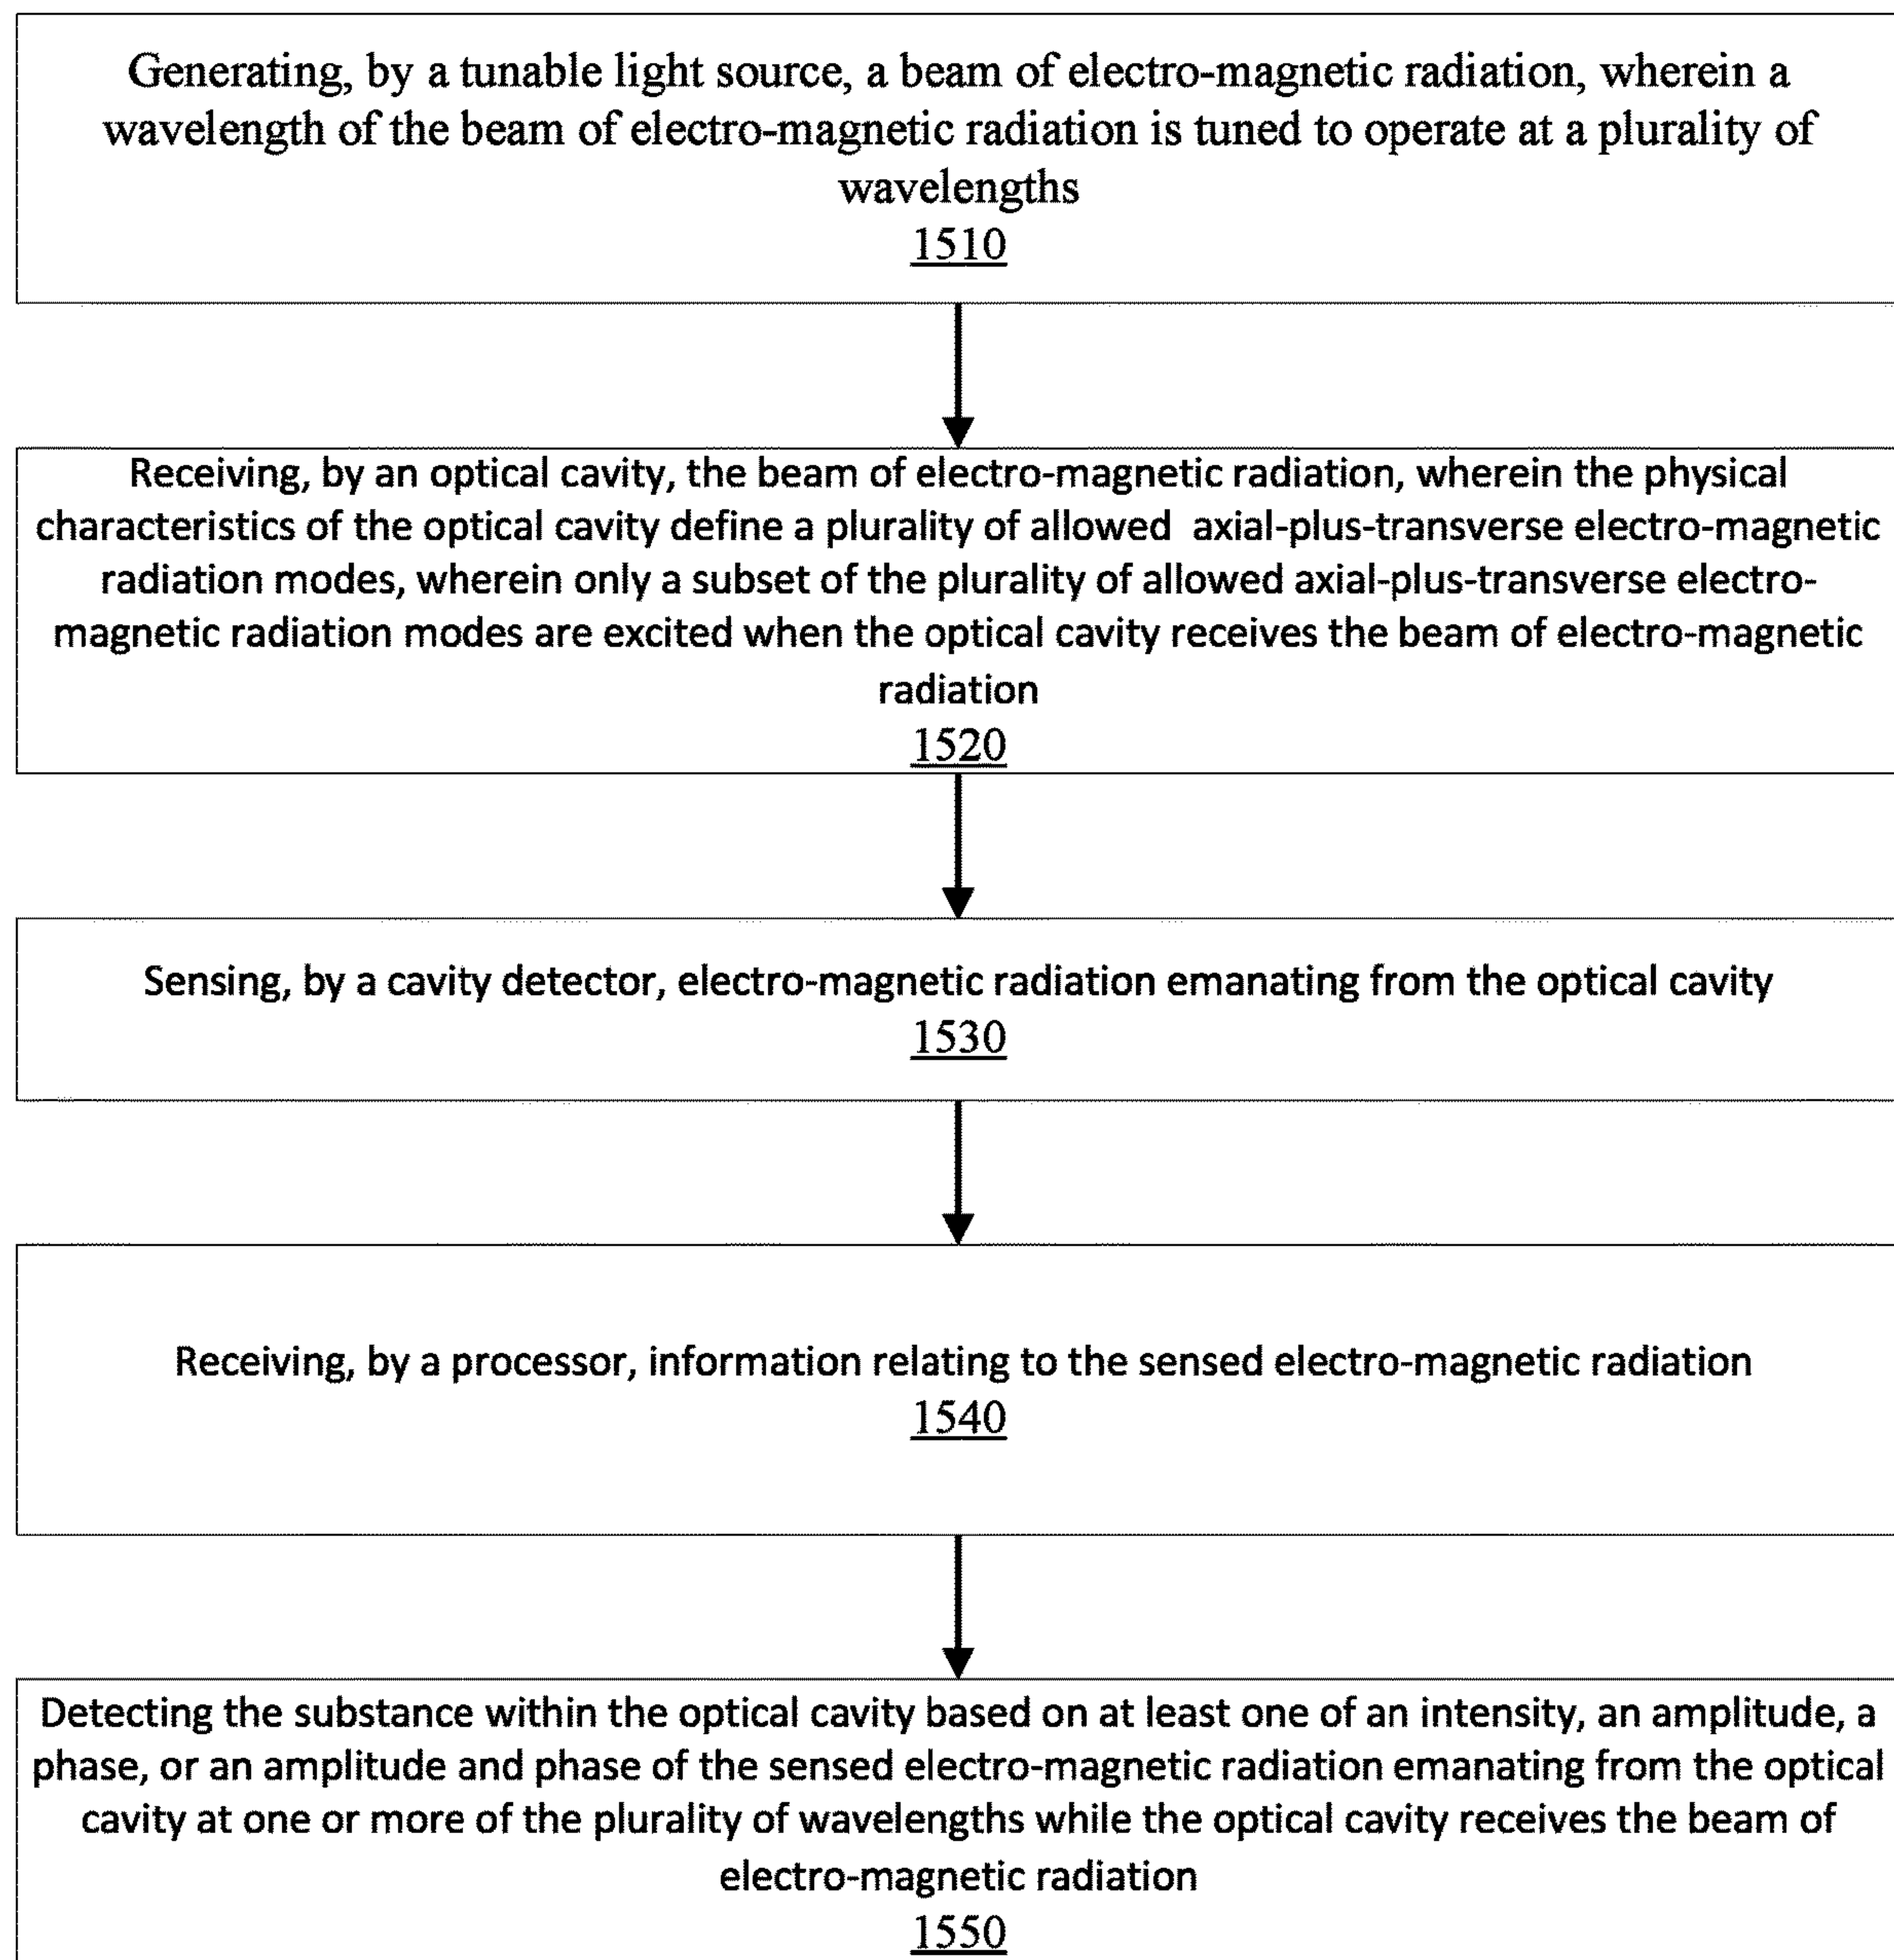 Generating, by a tunable light source, a beam of electro-magnetic radiation, wherein a
wavelength of the beam of electro-magnetic radiation is tuned to operate at a plurality of
wavelengths
1510
Receiving, by an optical cavity, the beam of electro-magnetic radiation, wherein the physical
characteristics of the optical cavity define a plurality of allowed axial-plus-transverse electro-magnetic
radiation modes, wherein only a subset of the plurality of allowed axial-plus-transverse electro-
magnetic radiation modes are excited when the optical cavity receives the beam of electro-magnetic
radiation
1520
Sensing, by a cavity detector, electro-magnetic radiation emanating from the optical cavity
1530
Receiving, by a processor, information relating to the sensed electro-magnetic radiation
1540
Detecting the substance within the optical cavity based on at least one of an intensity, an amplitude, a
phase, or an amplitude and phase of the sensed electro-magnetic radiation emanating from the optical
cavity at one or more of the plurality of wavelengths while the optical cavity receives the beam of
electro-magnetic radiation
1550